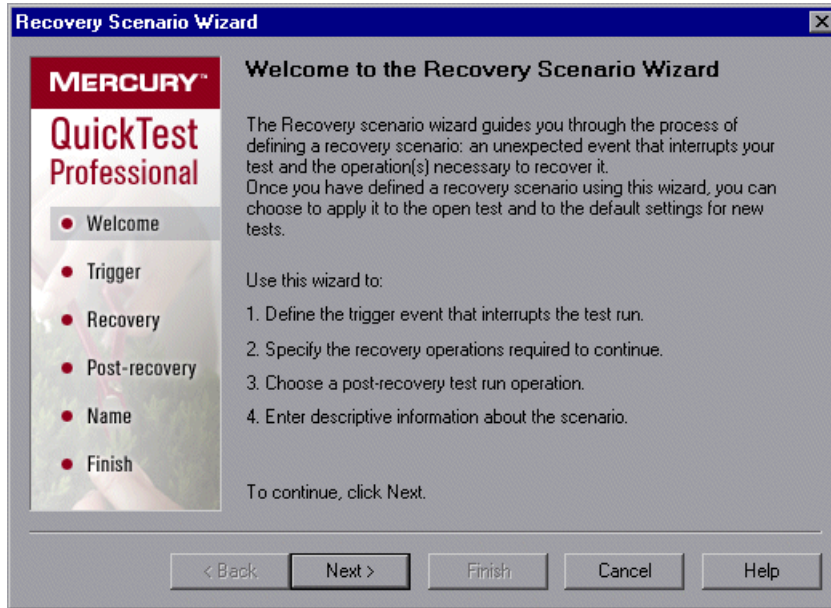 Recovery Scenario Wizard
MERCURY™
QuickTest
Professional
Welcome
Trigger
Recovery
Post-recovery
Name
Finish
Welcome to the Recovery Scenario Wizard
The Recovery scenario wizard guides you through the process of
defining a recovery scenario: an unexpected event that interrupts your
test and the operation(s) necessary to recover it.
Once you have defined a recovery scenario using this wizard, you can
choose to apply it to the open test and to the default settings for new
tests.
Use this wizard to:
1. Define the trigger event that interrupts the test run.
2. Specify the recovery operations required to continue.
3. Choose a post-recovery test run operation.
4. Enter descriptive information about the scenario.
To continue, click Next.
< Back
Next >
Finish
Cancel
Help